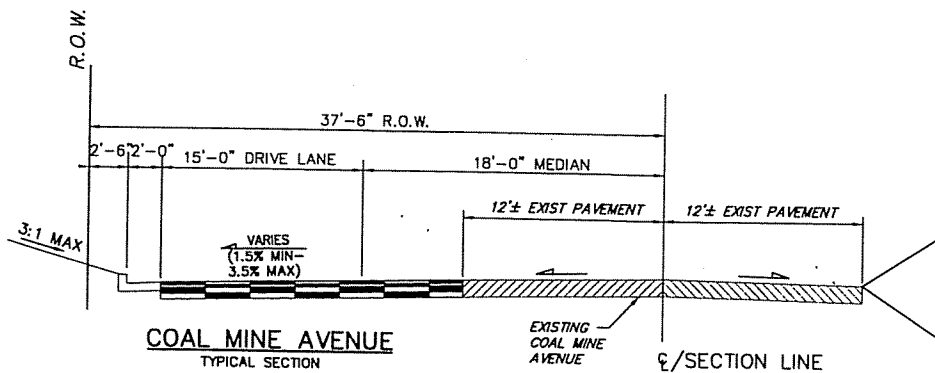 R.O.W.
37'-6" R.O.W.
2'-6" 2'-0" 15'-0" DRIVE LANE 18'-0" MEDIAN
12'± EXIST PAVEMENT 12'± EXIST PAVEMENT
3:1 MAX
VARIES
(1.5% MIN-
3.5% MAX)
COAL MINE AVENUE
TYPICAL SECTION
EXISTING
COAL MINE
AVENUE
℄/SECTION LINE